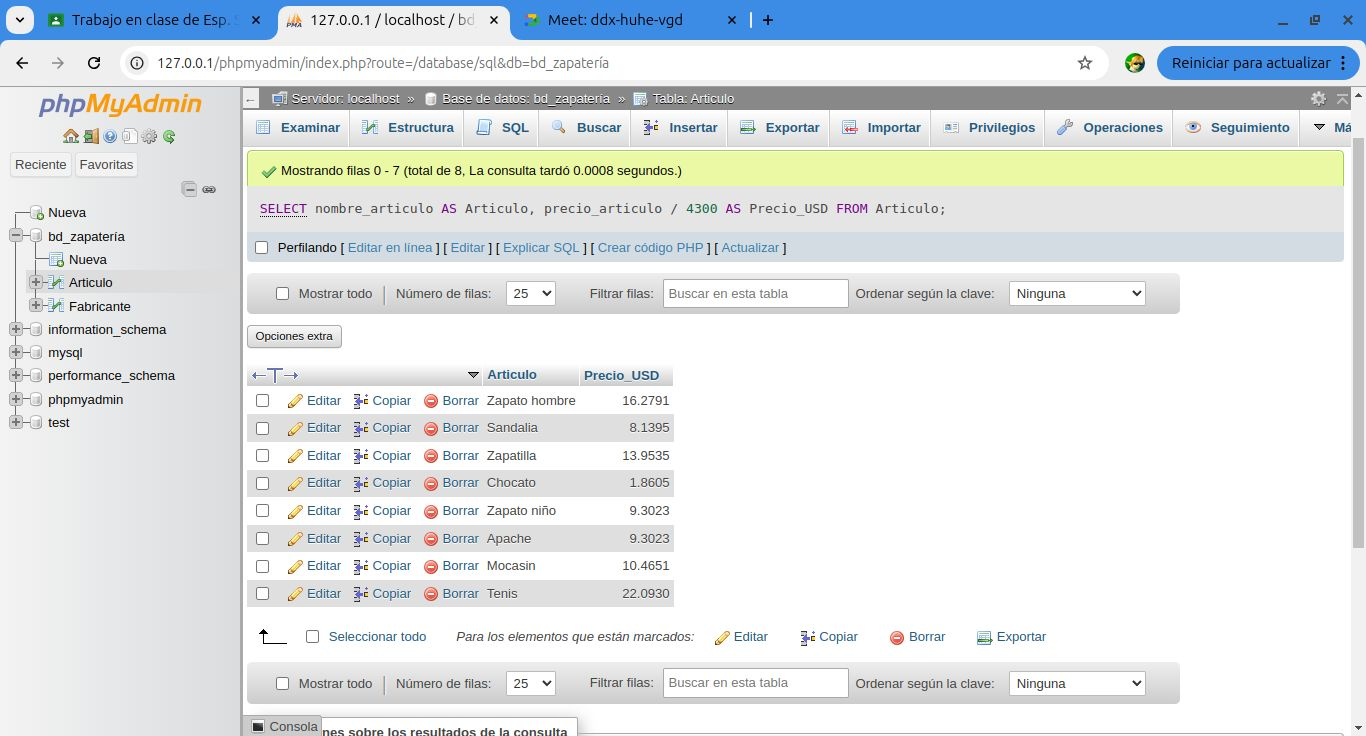 Trabajo en clase de Esp. S
127.0.0.1 / localhost / bd
Meet: ddx-huhe-vgd
127.0.0.1/phpmyadmin/index.php?route=/database/sql&db=bd_zapatería
Reiniciar para actualizar
phpMyAdmin
Reciente Favoritas
Nueva
bd_zapatería
Nueva
Articulo
Fabricante
information_schema
mysql
performance_schema
phpmyadmin
test
Servidor: localhost » Base de datos: bd_zapatería » Tabla: Articulo
Examinar Estructura SQL Buscar Insertar Exportar Importar Privilegios Operaciones Seguimiento Má
Mostrando filas 0 - 7 (total de 8, La consulta tardó 0.0008 segundos.)
SELECT nombre_articulo AS Articulo, precio_articulo / 4300 AS Precio_USD FROM Articulo;
Perfilando [ Editar en línea ] [ Editar ] [ Explicar SQL ] [ Crear código PHP ] [ Actualizar ]
Mostrar todo | Número de filas: 25 Filtrar filas: Buscar en esta tabla Ordenar según la clave: Ninguna
Opciones extra
←T→ Articulo Precio_USD
Editar Copiar Borrar Zapato hombre 16.2791
Editar Copiar Borrar Sandalia 8.1395
Editar Copiar Borrar Zapatilla 13.9535
Editar Copiar Borrar Chocato 1.8605
Editar Copiar Borrar Zapato niño 9.3023
Editar Copiar Borrar Apache 9.3023
Editar Copiar Borrar Mocasin 10.4651
Editar Copiar Borrar Tenis 22.0930
Seleccionar todo Para los elementos que están marcados: Editar Copiar Borrar Exportar
Mostrar todo | Número de filas: 25 Filtrar filas: Buscar en esta tabla Ordenar según la clave: Ninguna
Consola
nes sobre los resultados de la consulta